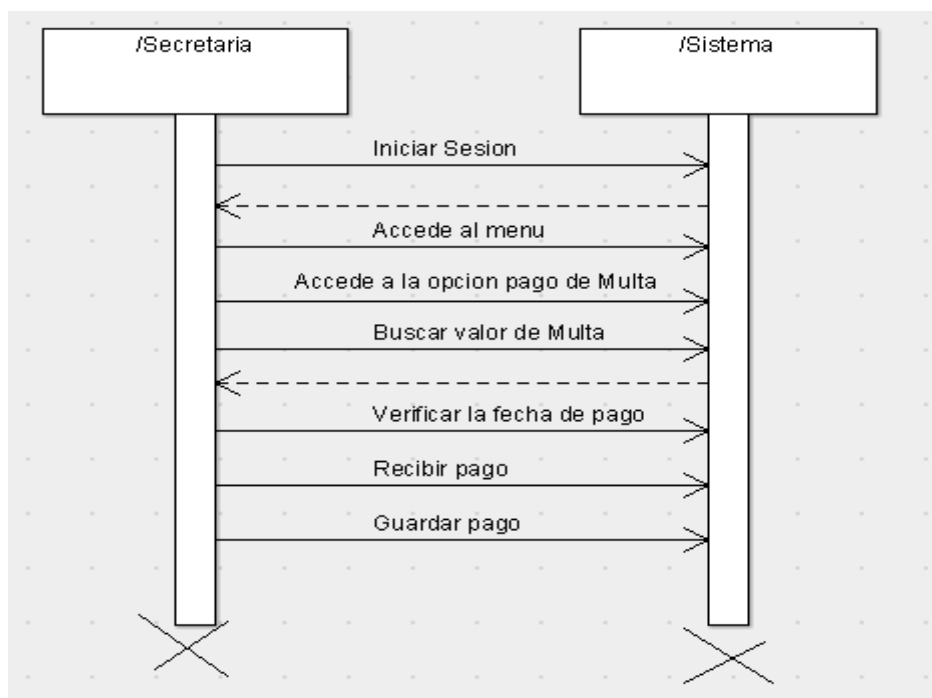 /Secretaria
/Sistema
Iniciar Sesion
Accede al menu
Accede a la opcion pago de Multa
Buscar valor de Multa
Verificar la fecha de pago
Recibir pago
Guardar pago